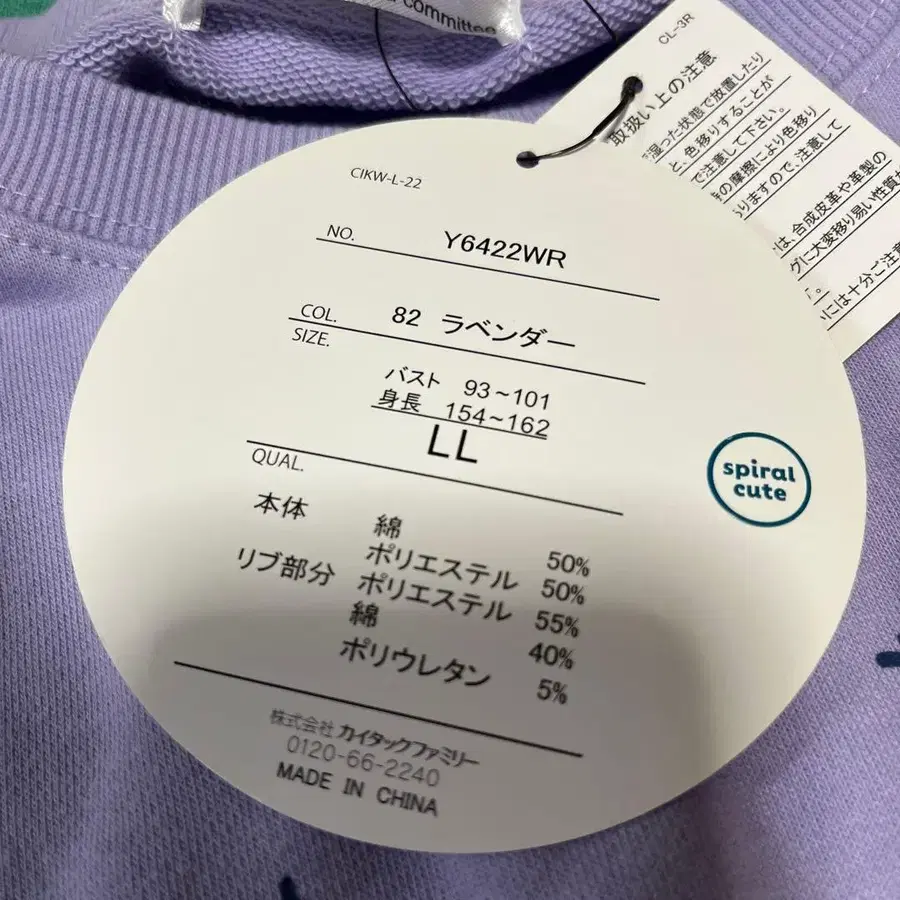 committee
CL-3R
取扱い上の注意
湿った状態で放置したり
と、色移りすることが
で注意して下さい。
の摩擦により色移り
りますので、注意して
は、合成皮革や革製の
グに大変移り易い性質が
には十分ご注意
CIKW-L-22
NO. Y6422WR
COL. 82 ラベンダー
SIZE.
バスト 93~101
身長 154~162
LL
QUAL.
本体 綿 50%
ポリエステル 50%
リブ部分 ポリエステル 55%
綿 40%
ポリウレタン 5%
spiral
cute
株式会社 カイタックファミリー
0120-66-2240
MADE IN CHINA